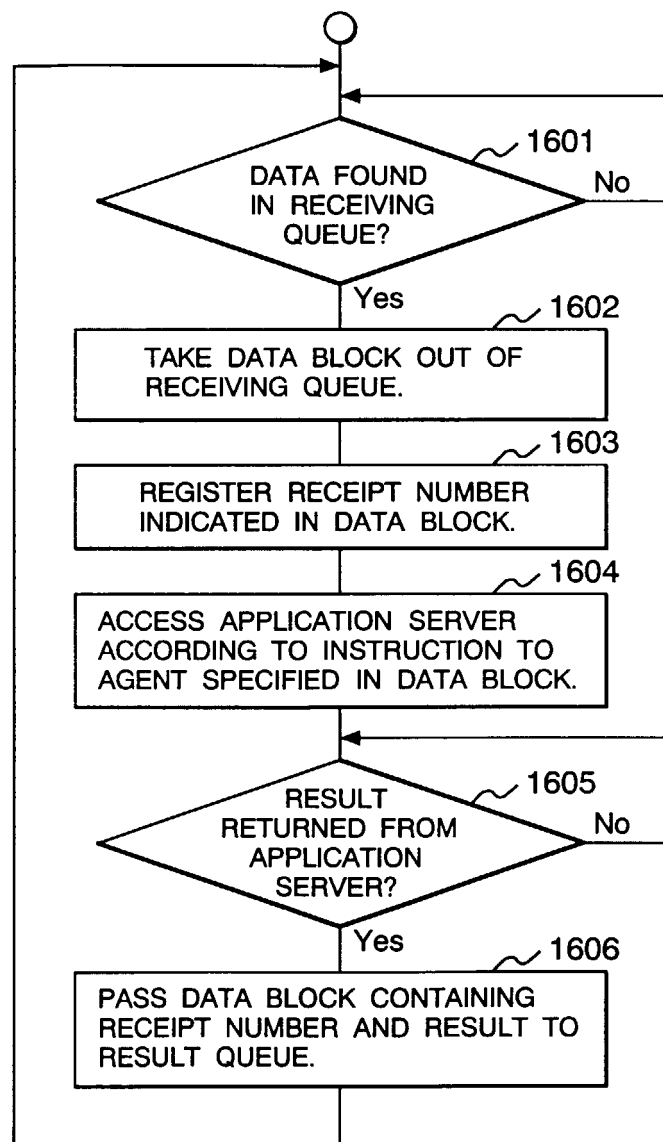 1601
DATA FOUND
IN RECEIVING
QUEUE?
No
Yes
1602
TAKE DATA BLOCK OUT OF
RECEIVING QUEUE.
1603
REGISTER RECEIPT NUMBER
INDICATED IN DATA BLOCK.
1604
ACCESS APPLICATION SERVER
ACCORDING TO INSTRUCTION TO
AGENT SPECIFIED IN DATA BLOCK.
1605
RESULT
RETURNED FROM
APPLICATION
SERVER?
No
Yes
1606
PASS DATA BLOCK CONTAINING
RECEIPT NUMBER AND RESULT TO
RESULT QUEUE.